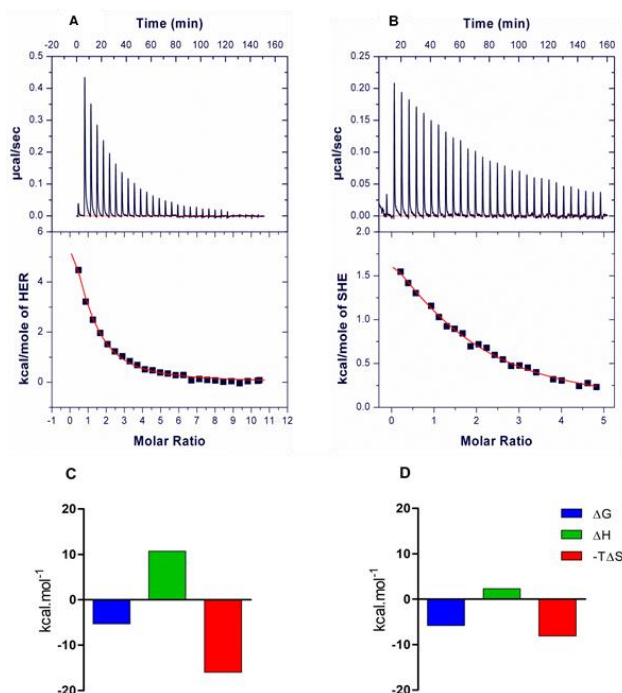 Time (min)
A
-20 0 20 40 60 80 100 120 140 160
0.5
0.4
0.3
0.2
0.1
0.0
µcal/sec
6
4
2
0
-1 0 1 2 3 4 5 6 7 8 9 10 11 12
kcal/mole of HER
Molar Ratio
Time (min)
B
20 40 60 80 100 120 140 160
0.25
0.20
0.15
0.10
0.05
0.00
µcal/sec
2.0
1.5
1.0
0.5
0.0
0 1 2 3 4 5
kcal/mole of SHE
Molar Ratio
C
20
10
0
-10
-20
kcal.mol-1
D
20
10
0
-10
-20
kcal.mol-1
ΔG
ΔH
-TΔS